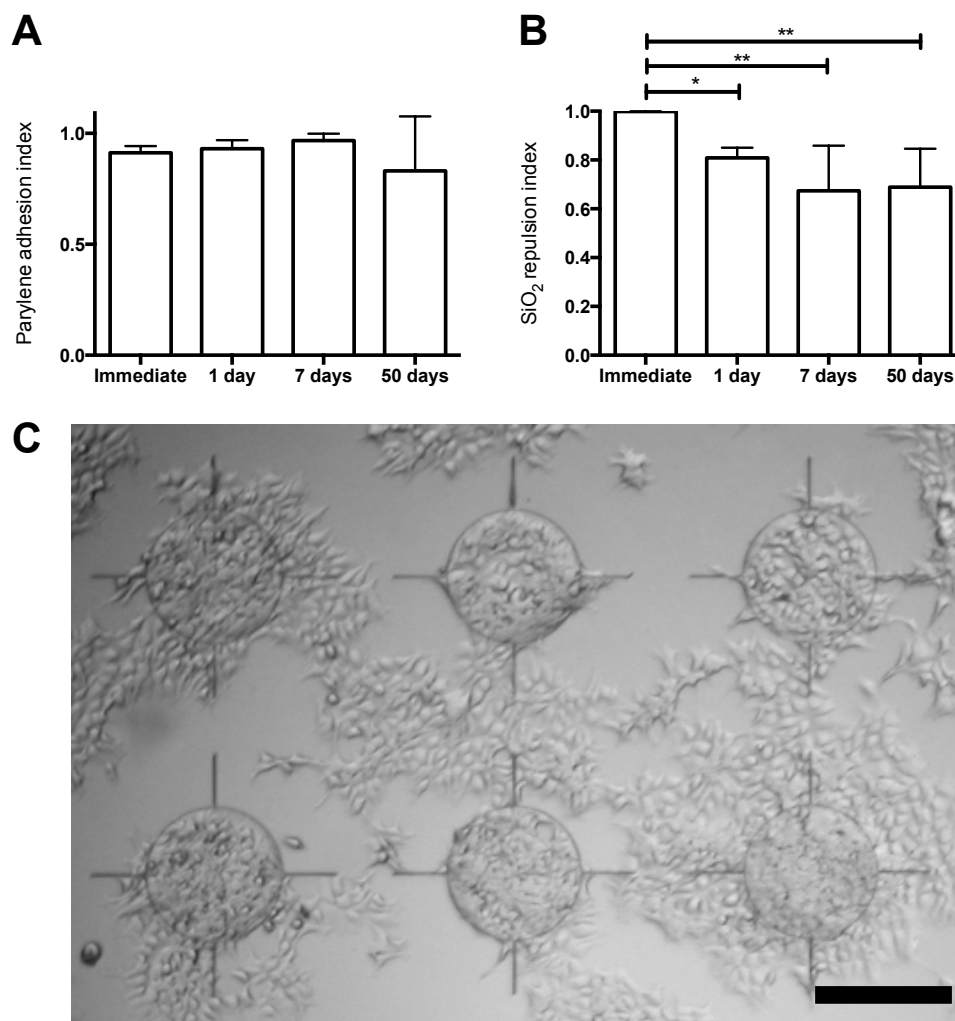 A
Parylene adhesion index
1.0
0.5
0.0
Immediate 1 day 7 days 50 days
B
**
**
*
SiO₂ repulsion index
1.0
0.8
0.6
0.4
0.2
0.0
Immediate 1 day 7 days 50 days
C